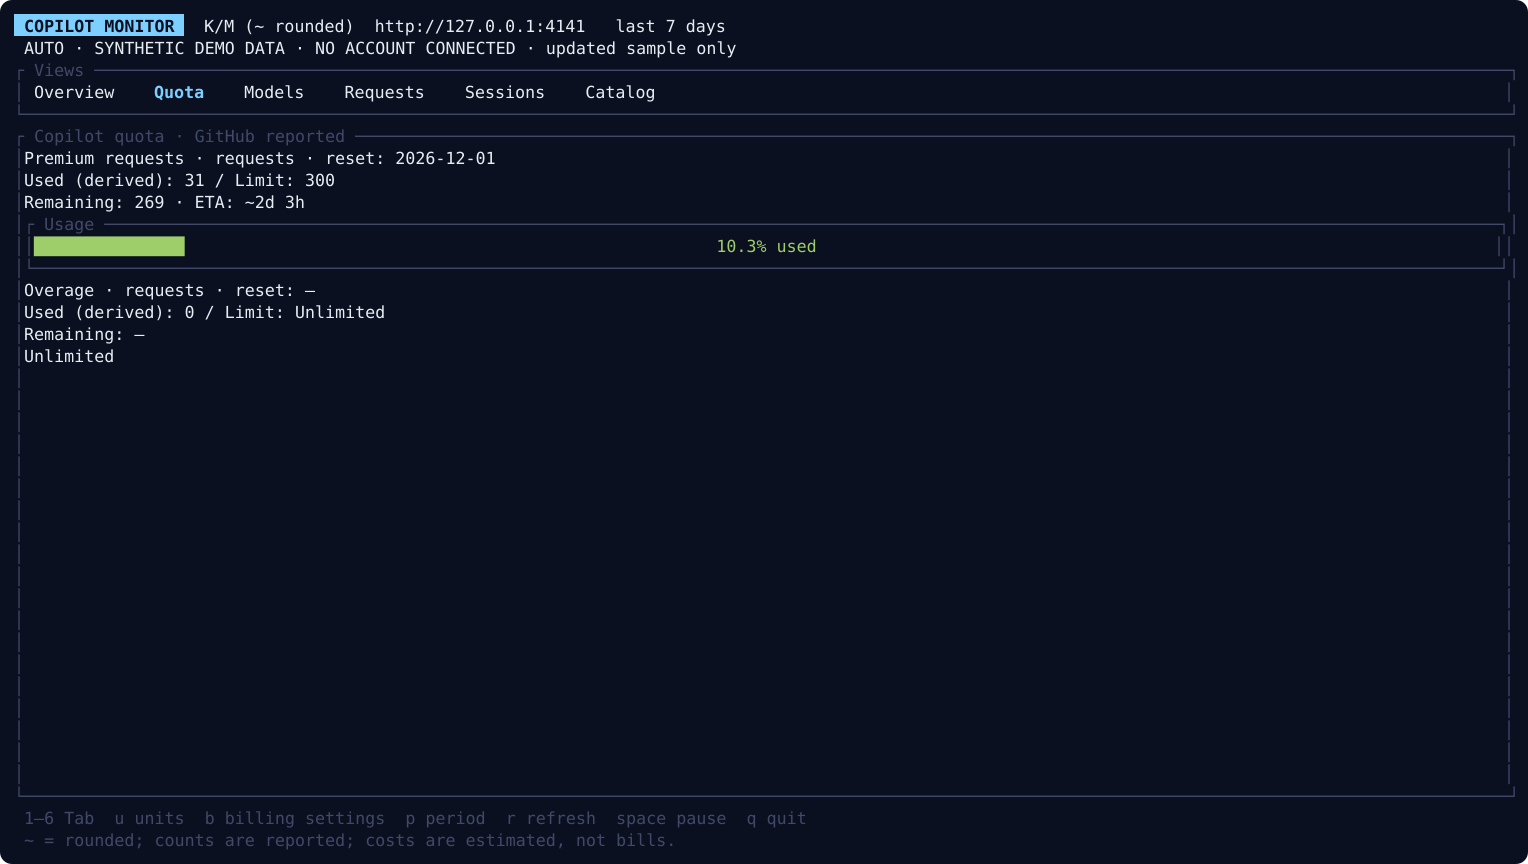 COPILOT MONITOR K/M (~ rounded) http://127.0.0.1:4141 last 7 days
AUTO · SYNTHETIC DEMO DATA · NO ACCOUNT CONNECTED · updated sample only
Views
Overview Quota Models Requests Sessions Catalog
Copilot quota · GitHub reported
Premium requests · requests · reset: 2026-12-01
Used (derived): 31 / Limit: 300
Remaining: 269 · ETA: ~2d 3h
Usage
10.3% used
Overage · requests · reset: —
Used (derived): 0 / Limit: Unlimited
Remaining: —
Unlimited
1–6 Tab u units b billing settings p period r refresh space pause q quit
~ = rounded; counts are reported; costs are estimated, not bills.